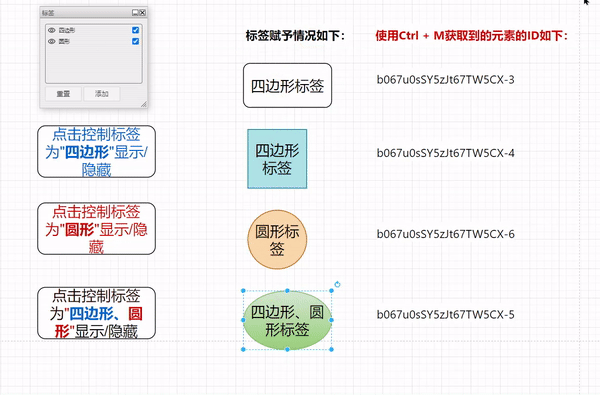 标签
四边形
圆形
重置
添加
标签赋予情况如下：
使用Ctrl + M获取到的元素的ID如下：
四边形标签
b067u0sSY5zJt67TW5CX-3
点击控制标签
为"四边形"显示/
隐藏
四边形
标签
b067u0sSY5zJt67TW5CX-4
点击控制标签
为"圆形"显示/隐
藏
圆形标
签
b067u0sSY5zJt67TW5CX-6
点击控制标签
为"四边形、圆
形"显示/隐藏
四边形、圆
形标签
b067u0sSY5zJt67TW5CX-5